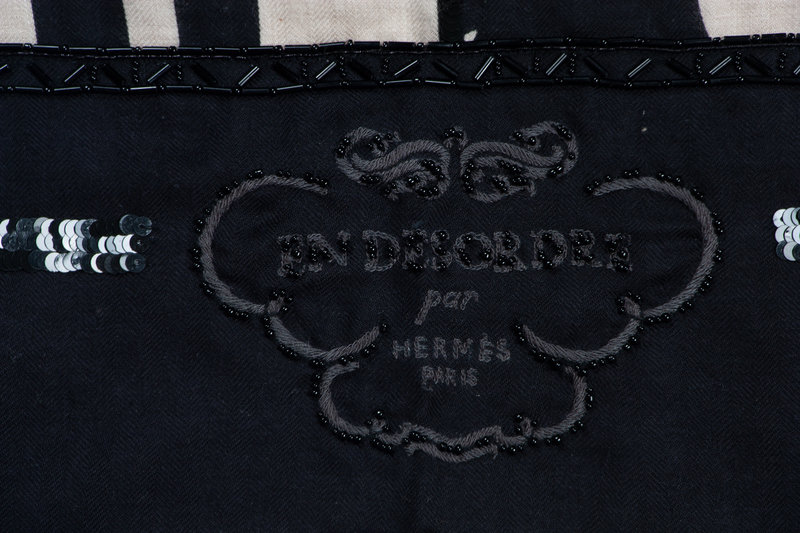 EN DESORDRE
par
HERMÈS
PARIS